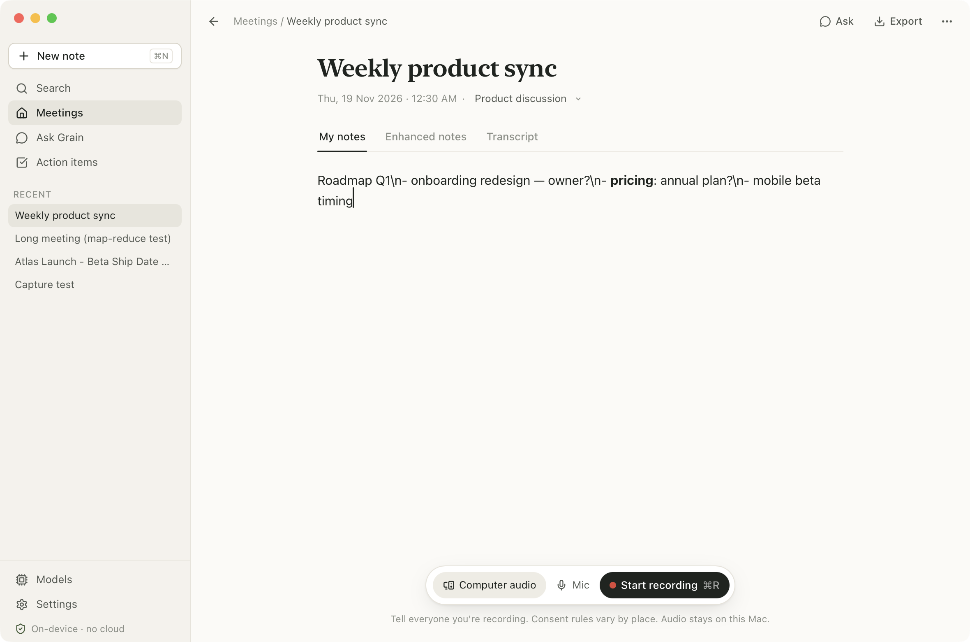 New note ⌘N
Search
Meetings
Ask Grain
Action items
RECENT
Weekly product sync
Long meeting (map-reduce test)
Atlas Launch - Beta Ship Date ...
Capture test
Models
Settings
On-device · no cloud
Meetings / Weekly product sync
Ask
Export
Weekly product sync
Thu, 19 Nov 2026 · 12:30 AM · Product discussion
My notes Enhanced notes Transcript
Roadmap Q1\n- onboarding redesign — owner?\n- pricing: annual plan?\n- mobile beta
timing
Computer audio Mic Start recording ⌘R
Tell everyone you're recording. Consent rules vary by place. Audio stays on this Mac.